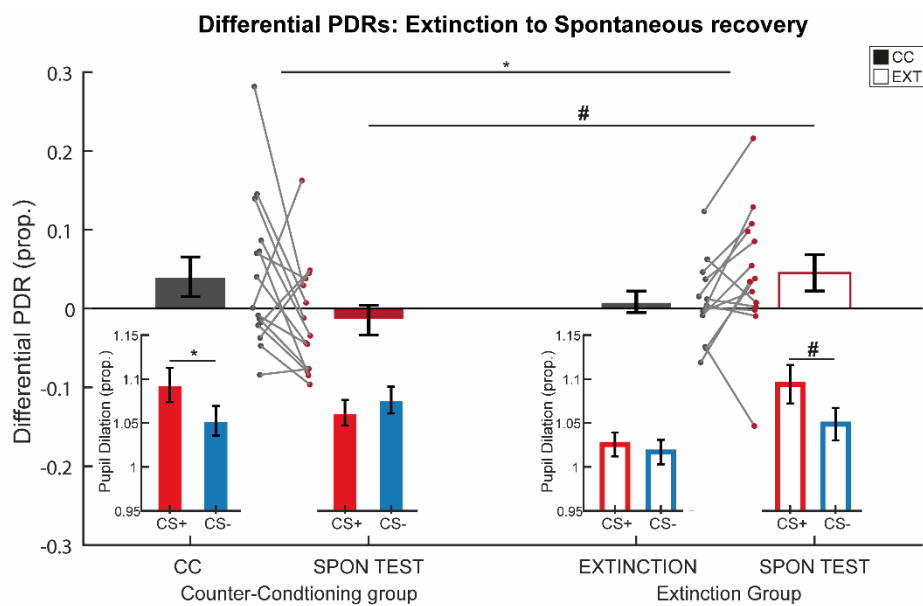 Differential PDRs: Extinction to Spontaneous recovery
CC
EXT
*
#
Differential PDR (prop.)
0.3
0.2
0.1
0
-0.1
-0.2
-0.3
Pupil Dilation (prop.)
1.15
1.1
1.05
1
0.95
*
CS+ CS-
CS+ CS-
Pupil Dilation (prop.)
1.15
1.1
1.05
1
0.95
CS+ CS-
#
CS+ CS-
CC SPON TEST EXTINCTION SPON TEST
Counter-Condtioning group Extinction Group